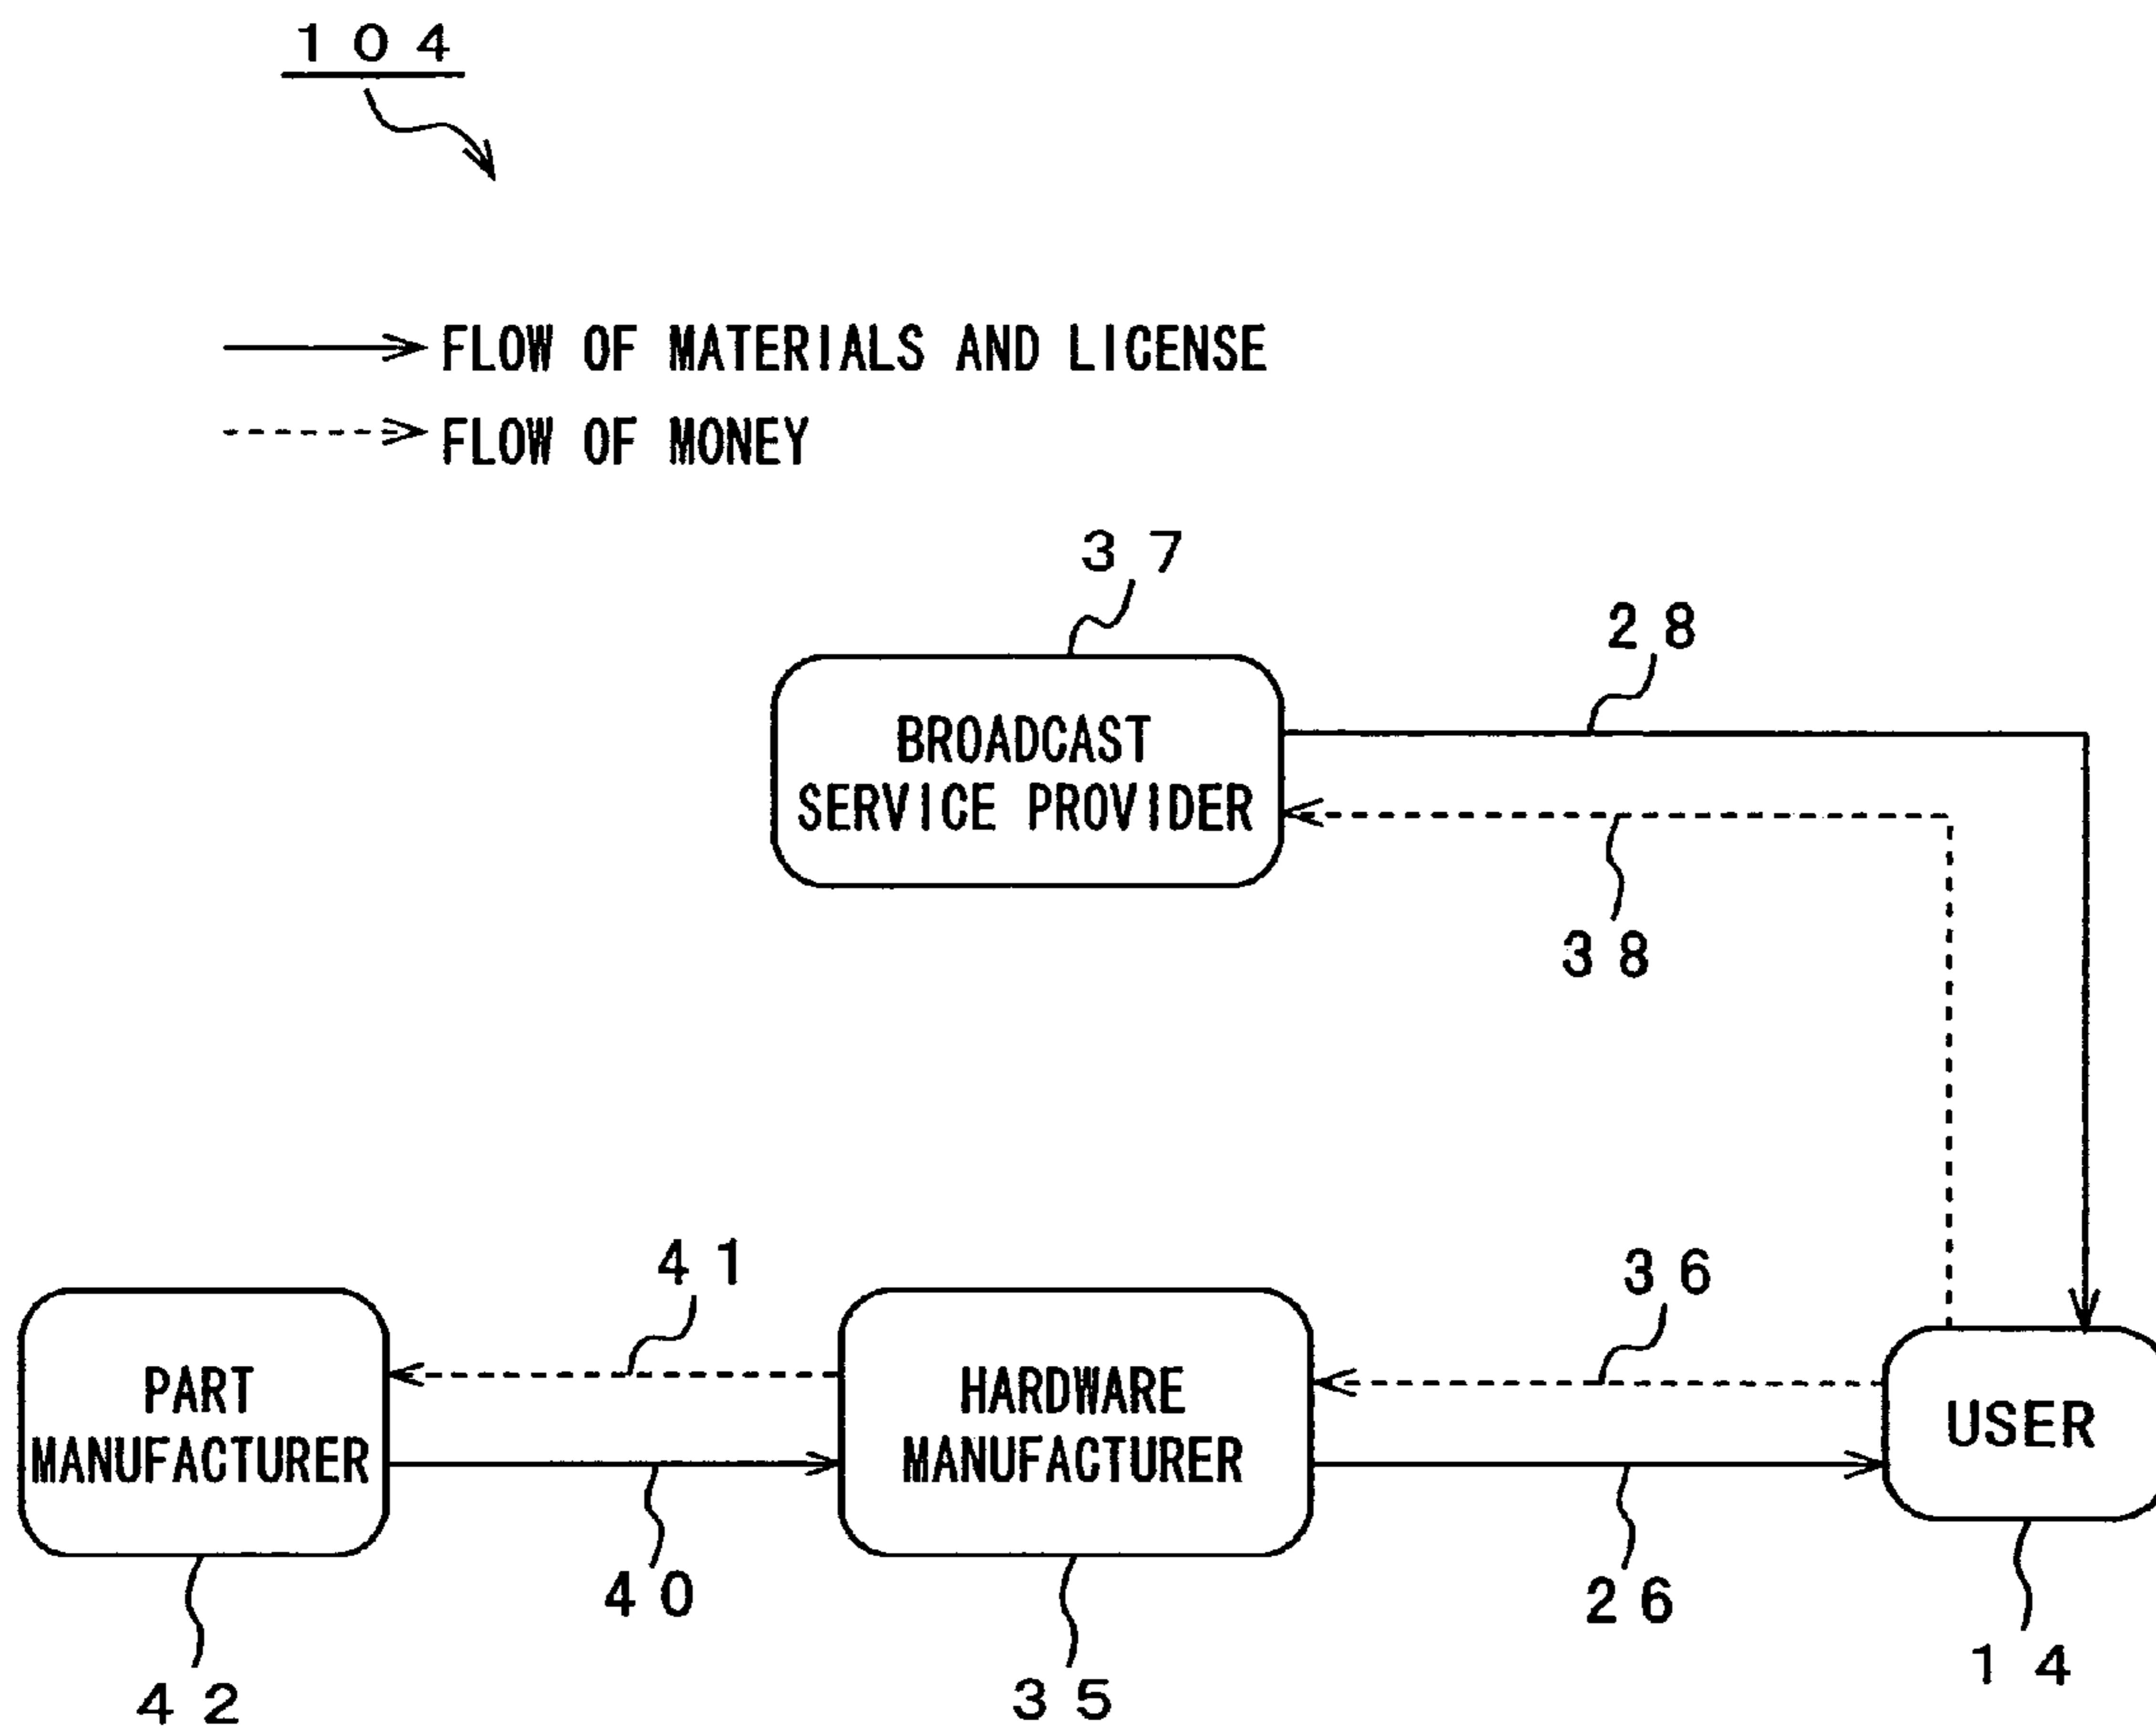 104
FLOW OF MATERIALS AND LICENSE
FLOW OF MONEY
37
28
BROADCAST
SERVICE PROVIDER
38
41
36
PART
MANUFACTURER
HARDWARE
MANUFACTURER
USER
40
26
42
35
14